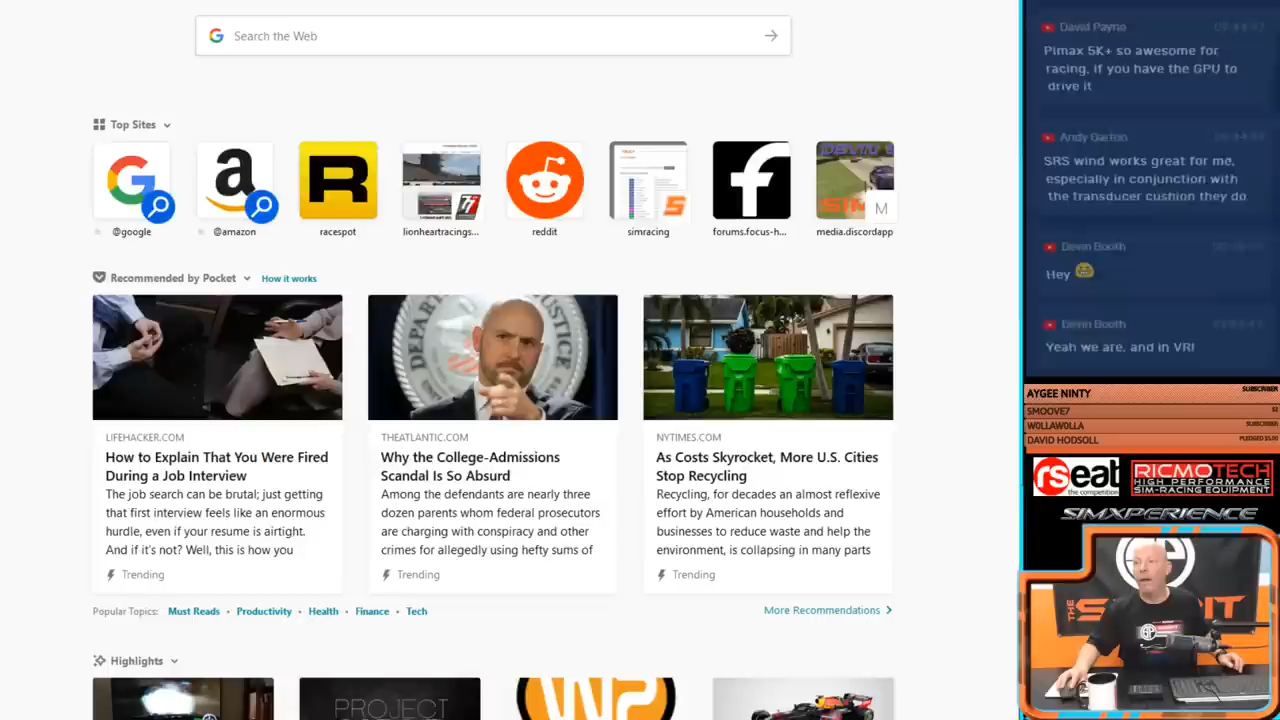 Search the Web
Top Sites
@google
@amazon
racespot
lionheartracings...
reddit
simracing
forums.focus-h...
media.discordapp
M
Recommended by Pocket
How it works
LIFEHACKER.COM
How to Explain That You Were Fired
During a Job Interview
The job search can be brutal; just getting
that first interview feels like an enormous
hurdle, even if your resume is airtight.
And if it's not? Well, this is how you
Trending
THEATLANTIC.COM
Why the College-Admissions
Scandal Is So Absurd
Among the defendants are nearly three
dozen parents whom federal prosecutors
are charging with conspiracy and other
crimes for allegedly using hefty sums of
Trending
NYTIMES.COM
As Costs Skyrocket, More U.S. Cities
Stop Recycling
Recycling, for decades an almost reflexive
effort by American households and
businesses to reduce waste and help the
environment, is collapsing in many parts
Trending
Popular Topics: Must Reads · Productivity · Health · Finance · Tech
More Recommendations
Highlights
PROJECT
David Payne
Pimax 5K+ so awesome for
racing, if you have the GPU to
drive it
Andy Garton
SRS wind works great for me,
especially in conjunction with
the transducer cushion they do
Devin Booth
Hey
Devin Booth
Yeah we are, and in VR!
AYGEE NINTY SUBSCRIBER
SMOOVE7
W0LLAW0LLA SUBSCRIBER
DAVID HODSOLL
rseat
the competition
RICMOTECH
HIGH PERFORMANCE
SIM-RACING EQUIPMENT
SIMXPERIENCE